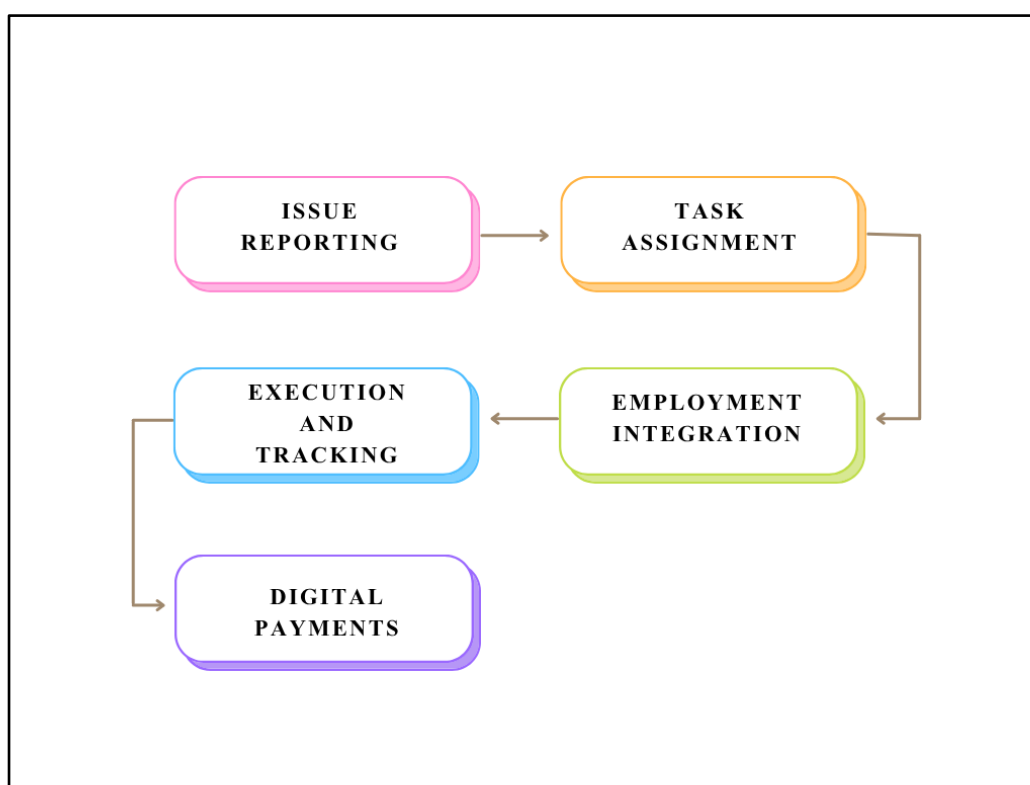 ISSUE
REPORTING
TASK
ASSIGNMENT
EMPLOYMENT
INTEGRATION
EXECUTION
AND
TRACKING
DIGITAL
PAYMENTS